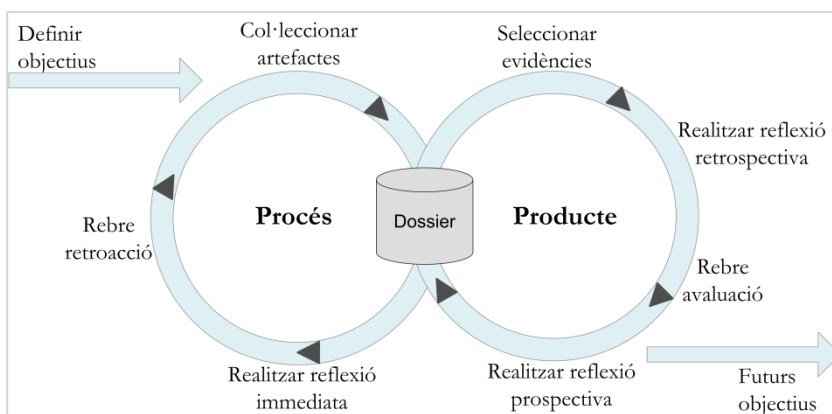 Definir
objectius
Col·leccionar
artefactes
Seleccionar
evidències
Realitzar reflexió
retrospectiva
Procés
Dossier
Producte
Rebre
retroacció
Rebre
avaluació
Realitzar reflexió
immediata
Realitzar reflexió
prospectiva
Futurs
objectius